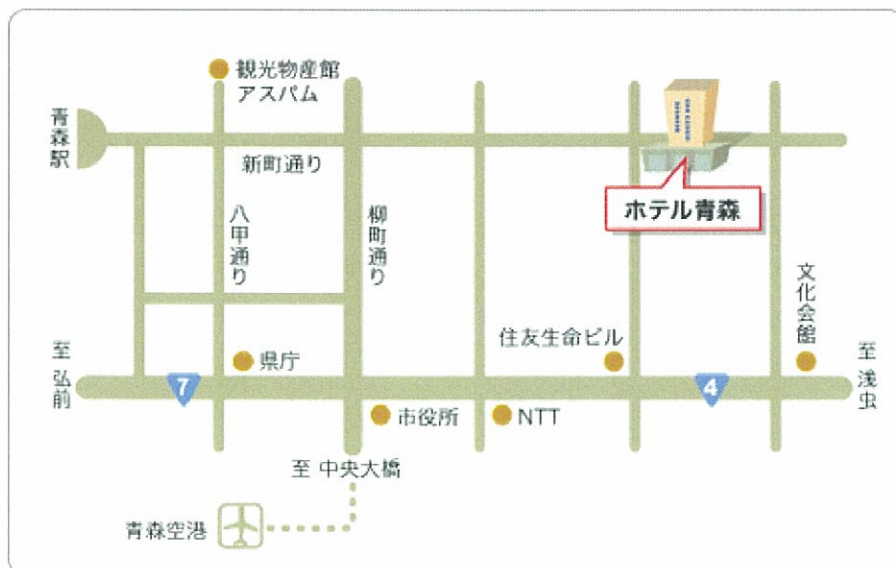 観光物産館
アスパム
青森駅
新町通り
ホテル青森
八甲通り
柳町通り
文化会館
住友生命ビル
県庁
至 弘前
7
4
至 浅虫
市役所
NTT
至 中央大橋
青森空港